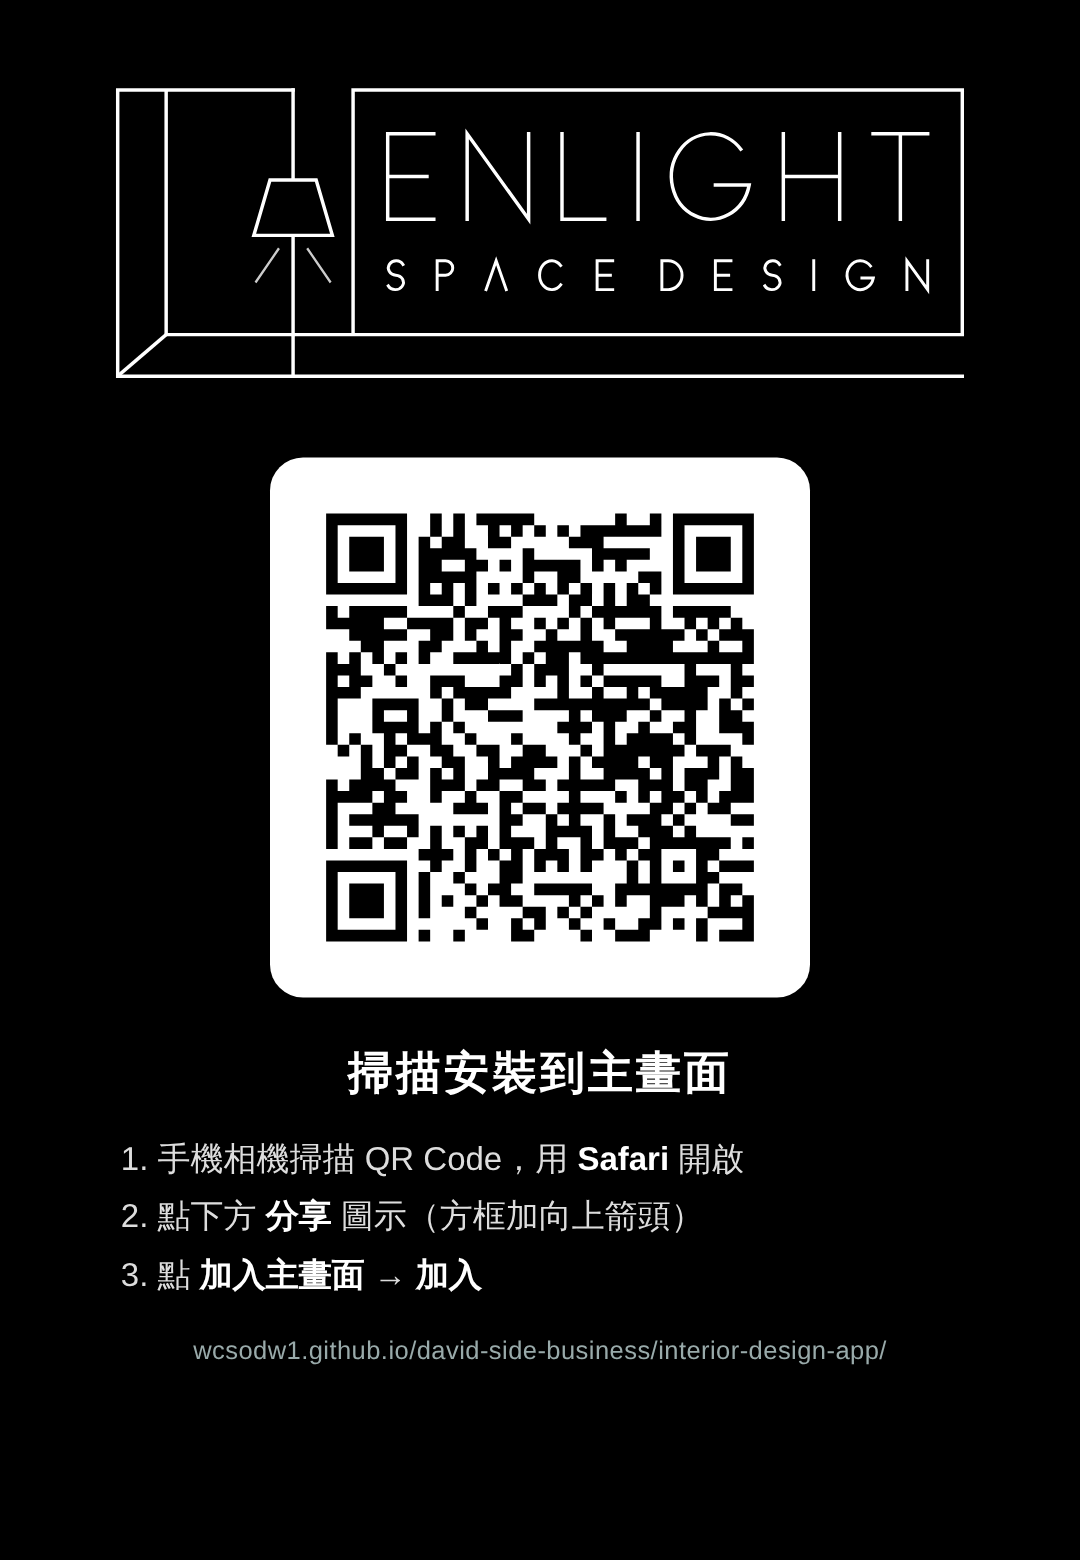 ENLIGHT
SPACE DESIGN
掃描安裝到主畫面
1. 手機相機掃描 QR Code，用 Safari 開啟
2. 點下方 分享 圖示（方框加向上箭頭）
3. 點 加入主畫面 → 加入
wcsodw1.github.io/david-side-business/interior-design-app/